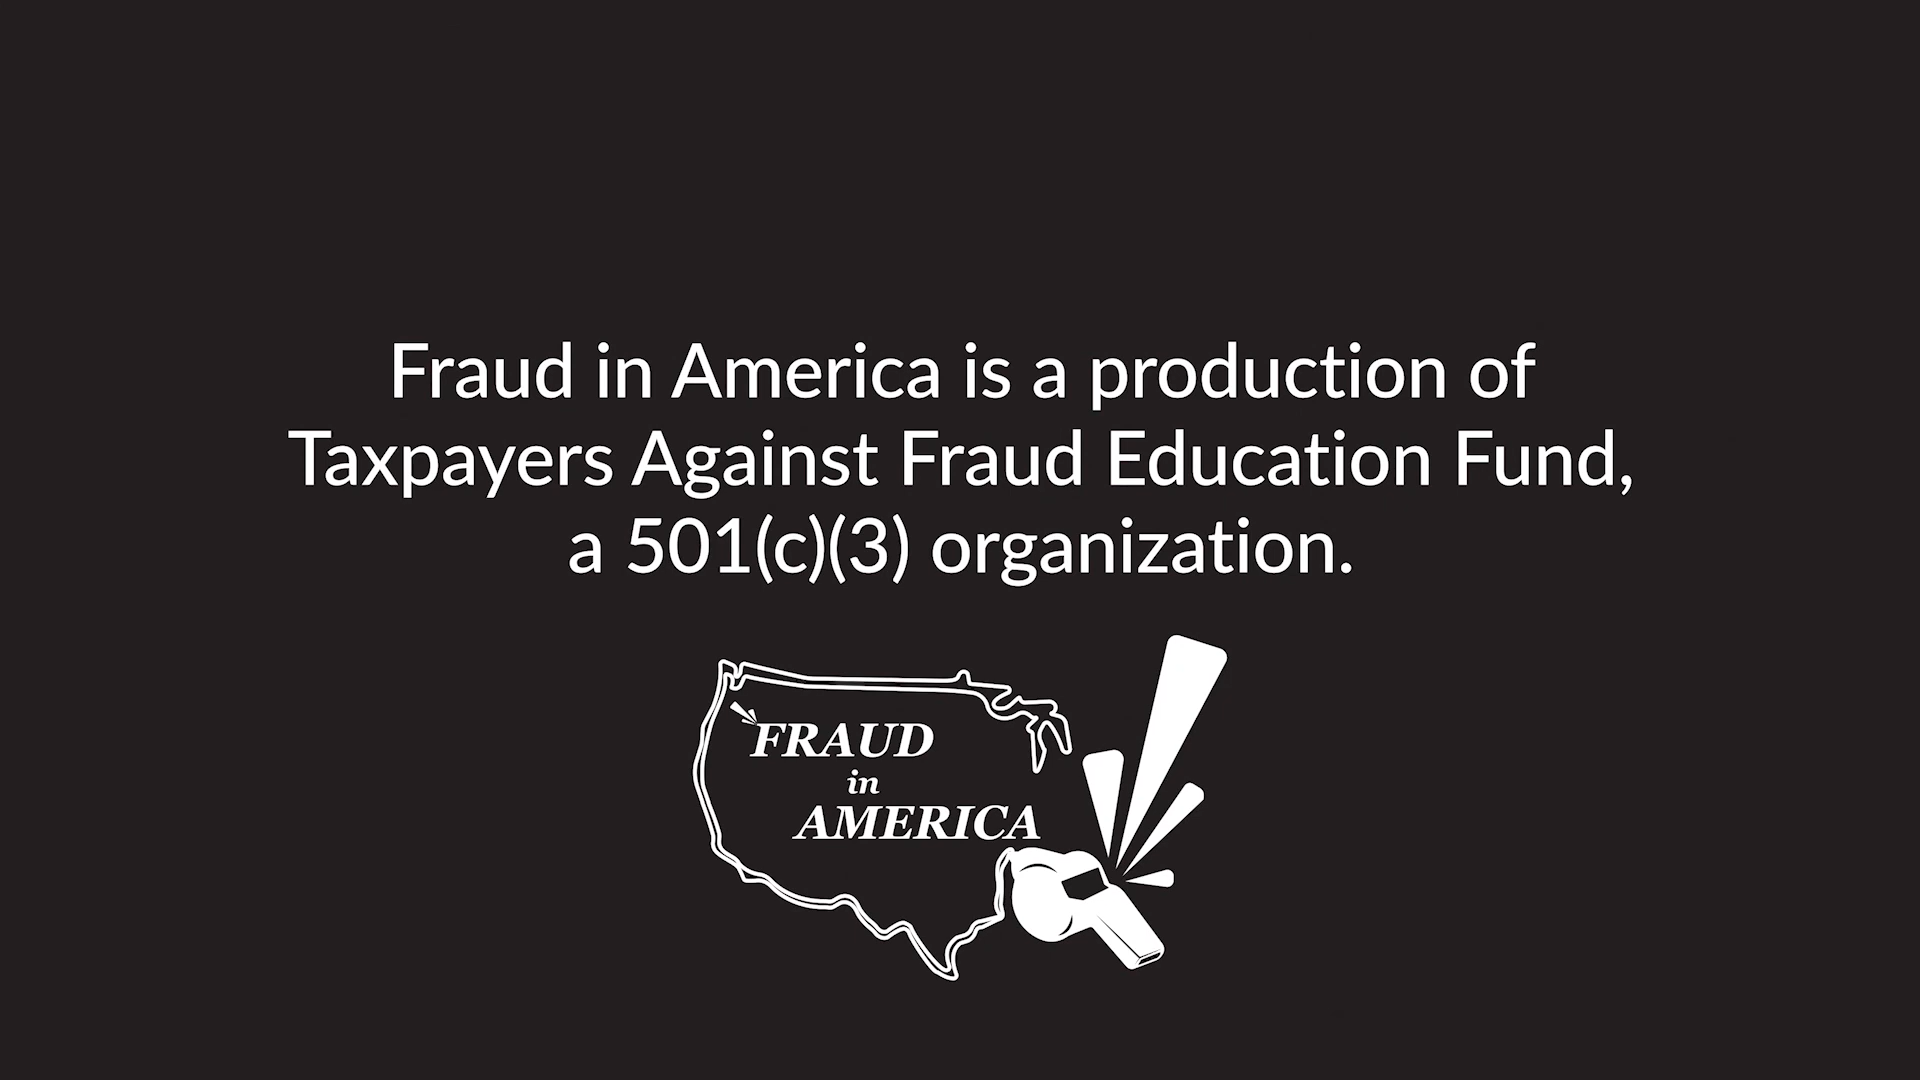 Fraud in America is a production of
Taxpayers Against Fraud Education Fund,
a 501(c)(3) organization.
FRAUD
in
AMERICA